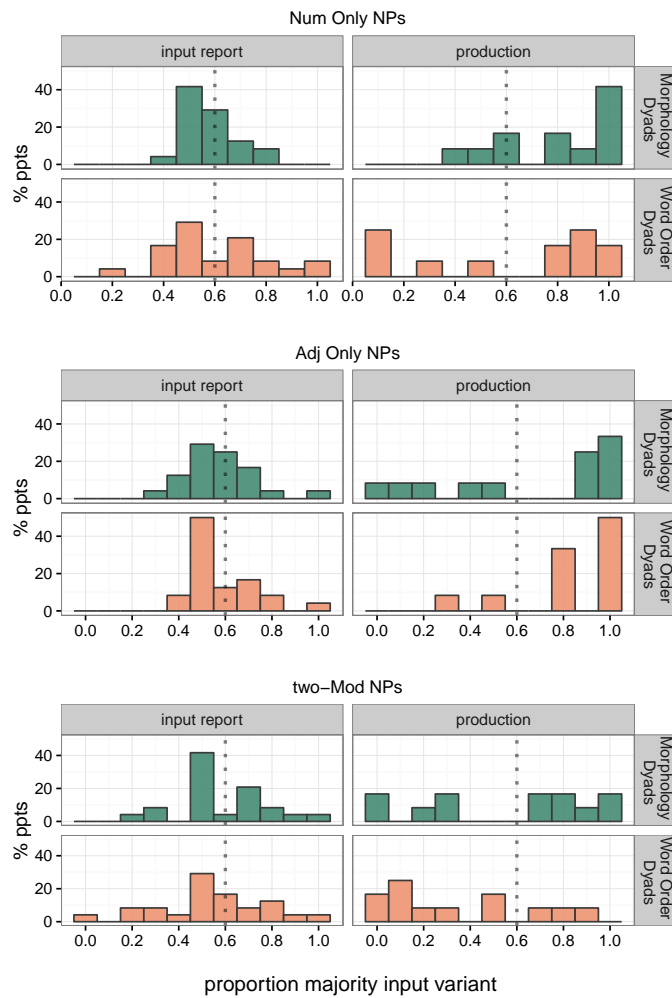 Num Only NPs
input report production
Morphology
Dyads
40
20
0
% ppts
Word Order
Dyads
40
20
0
0.0 0.2 0.4 0.6 0.8 1.0 0.0 0.2 0.4 0.6 0.8 1.0
Adj Only NPs
input report production
Morphology
Dyads
40
20
0
% ppts
Word Order
Dyads
40
20
0
0.0 0.2 0.4 0.6 0.8 1.0 0.0 0.2 0.4 0.6 0.8 1.0
two−Mod NPs
input report production
Morphology
Dyads
40
20
0
% ppts
Word Order
Dyads
40
20
0
0.0 0.2 0.4 0.6 0.8 1.0 0.0 0.2 0.4 0.6 0.8 1.0
proportion majority input variant